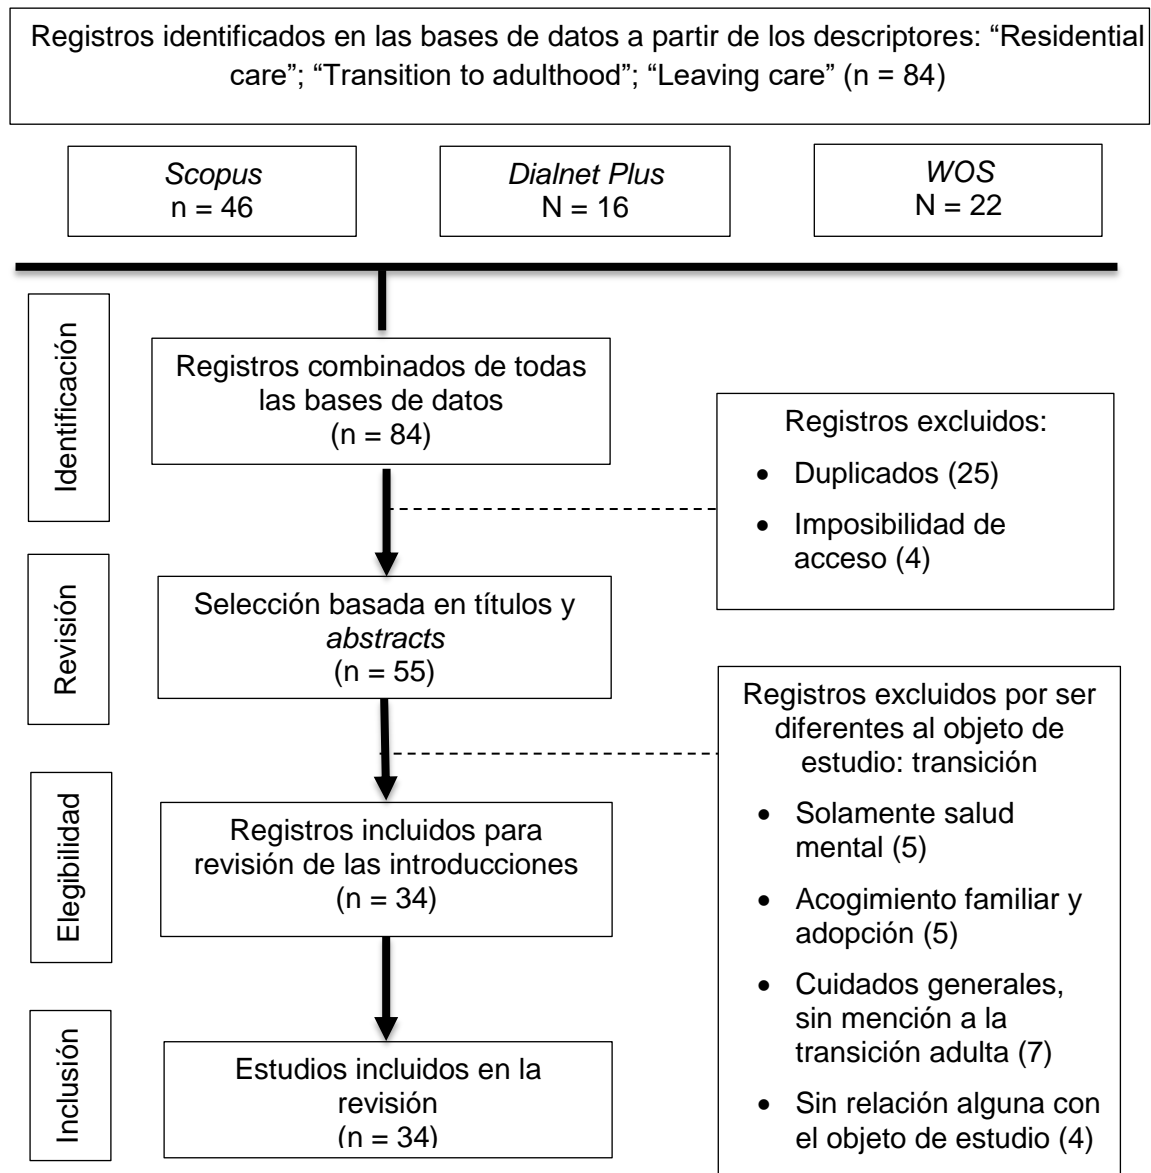 Registros identificados en las bases de datos a partir de los descriptores: “Residential
care”; “Transition to adulthood”; “Leaving care” (n = 84)
Scopus
n = 46
Dialnet Plus
N = 16
WOS
N = 22
Identificación
Registros combinados de todas
las bases de datos
(n = 84)
Registros excluidos:
• Duplicados (25)
• Imposibilidad de
acceso (4)
Revisión
Selección basada en títulos y
abstracts
(n = 55)
Registros excluidos por ser
diferentes al objeto de
estudio: transición
• Solamente salud
mental (5)
• Acogimiento familiar y
adopción (5)
• Cuidados generales,
sin mención a la
transición adulta (7)
• Sin relación alguna con
el objeto de estudio (4)
Elegibilidad
Registros incluidos para
revisión de las introducciones
(n = 34)
Inclusión
Estudios incluidos en la
revisión
(n = 34)